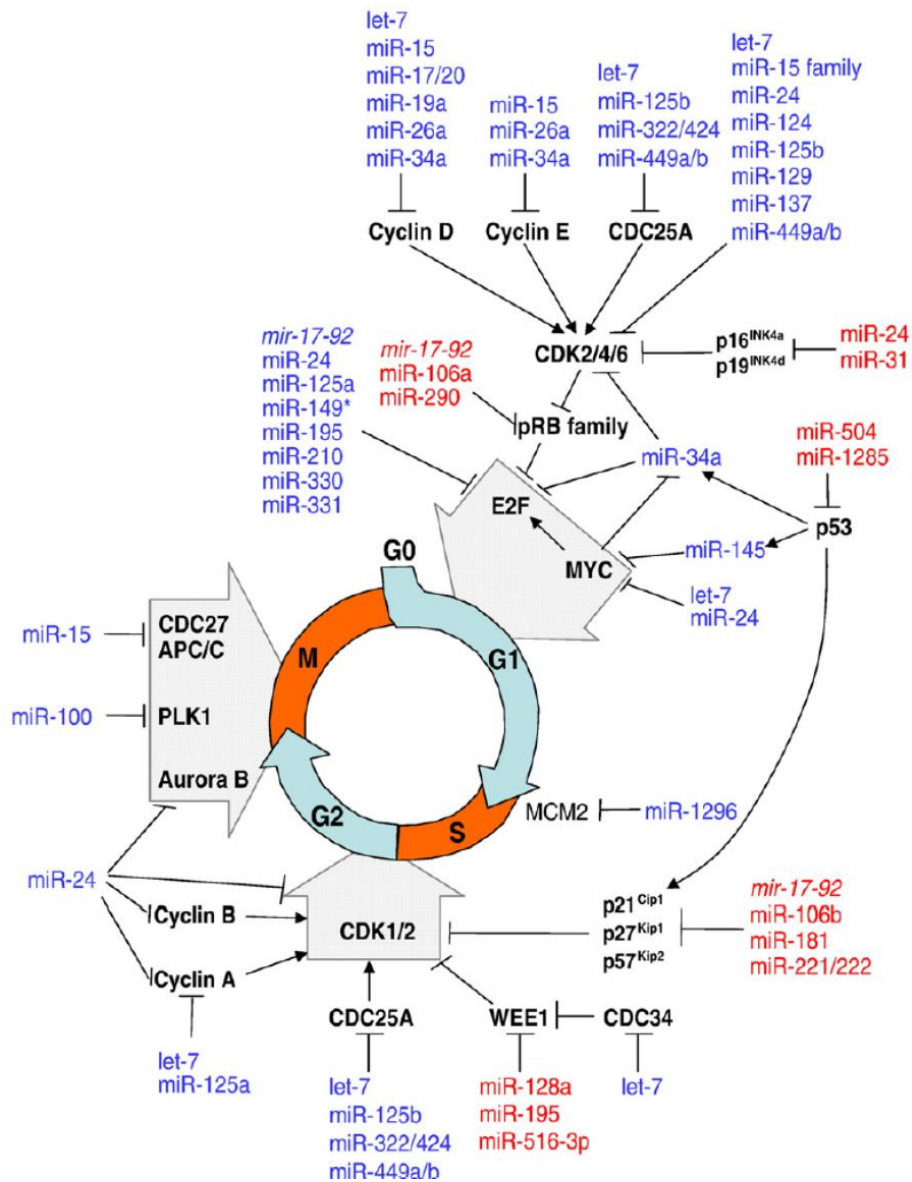 let-7
miR-15
miR-17/20
miR-19a
miR-26a
miR-34a
miR-15
miR-26a
miR-34a
let-7
miR-125b
miR-322/424
miR-449a/b
let-7
miR-15 family
miR-24
miR-124
miR-125b
miR-129
miR-137
miR-449a/b
Cyclin D
Cyclin E
CDC25A
mir-17-92
miR-24
miR-125a
miR-149*
miR-195
miR-210
miR-330
miR-331
mir-17-92
miR-106a
miR-290
CDK2/4/6
p16INK4a
p19INK4d
miR-24
miR-31
pRB family
miR-34a
miR-504
miR-1285
p53
E2F
MYC
miR-145
let-7
miR-24
G0
G1
M
G2
S
miR-15
CDC27
APC/C
miR-100
PLK1
Aurora B
MCM2
miR-1296
miR-24
Cyclin B
Cyclin A
CDK1/2
p21Cip1
p27Kip1
p57Kip2
mir-17-92
miR-106b
miR-181
miR-221/222
let-7
miR-125a
CDC25A
WEE1
CDC34
let-7
miR-125b
miR-322/424
miR-449a/b
miR-128a
miR-195
miR-516-3p
let-7